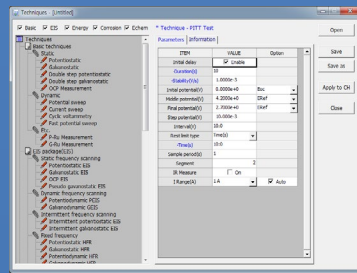 Techniques - [Untitled]
Basic EIS Energy Corrosion Echem
Techniques
Basic techniques
Static
Potentiostatic
Galvanostatic
Double step potentiostatic
Double step galvanostatic
OCP Measurement
Dynamic
Potential sweep
Current sweep
Cyclic voltammetry
Fast potential sweep
Etc.
P-Ru Measurement
G-Ru Measurement
EIS package(EIS)
Static frequency scanning
Potentiostatic EIS
Galvanostatic EIS
OCP EIS
Pseudo gavanostatic EIS
Dynamic frequency scanning
Potentiodynamic PEIS
Galvanodynamic GEIS
Intermittent frequency scanning
Intermittent potentiostatic EIS
Intermittent galvanostatic EIS
Fixed frequency
Potentiostatic HFR
Galvanostatic HFR
Potentiodynamic HFR
Galvanodynamic HFR
* Technique - PITT Test
Parameters Information
ITEM VALUE Option
Initial delay Enable
-Duration(s) 10
-Stability(V/s) 1.0000e-3
Initial potential(V) 0.0000e+0 Eoc
Middle potential(V) 4.2000e+0 ERef
Final potential(V) 2.7000e+0 ERef
Step potential(V) 10.000e-3
Interval(s) 10:0
Rest limit type Time(s)
-Time(s) 10:0
Sample period(s) 1
Segment
IR Measure On
I Range(A) 1 A Auto
Open
Save
Save as
Apply to CH
Close